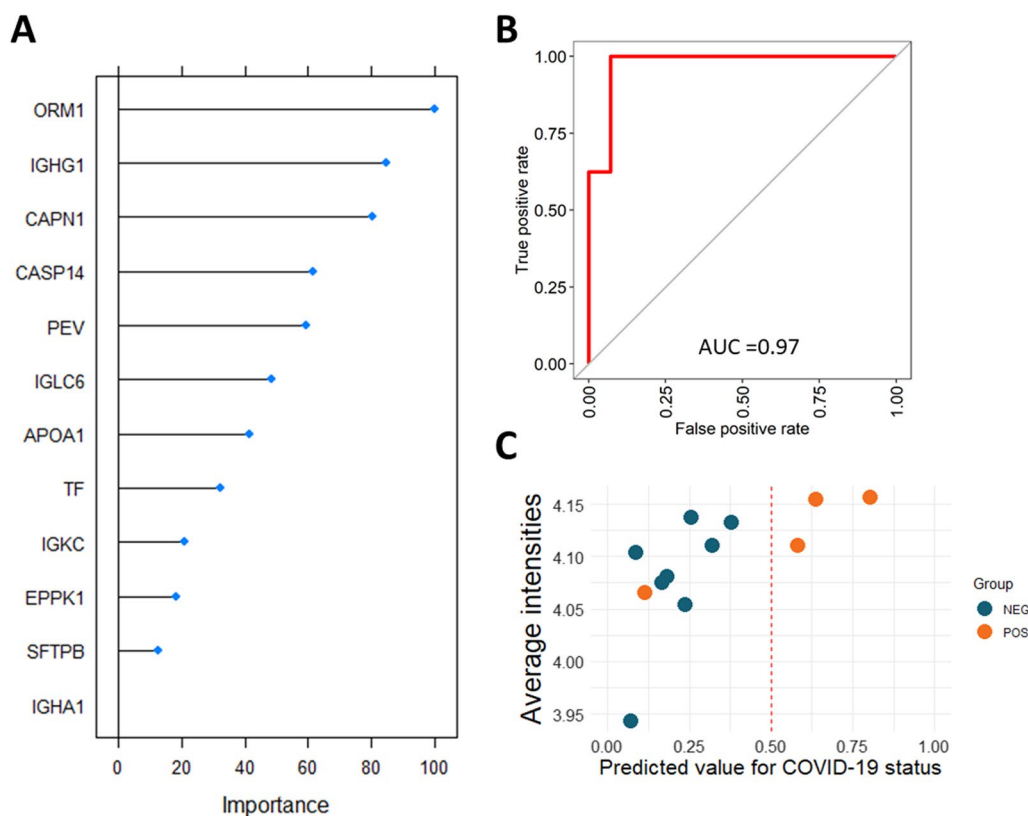 A
ORM1
IGHG1
CAPN1
CASP14
PEV
IGLC6
APOA1
TF
IGKC
EPPK1
SFTPB
IGHA1
0 20 40 60 80 100
Importance
B
True positive rate
1.00
0.75
0.50
0.25
0.00
AUC =0.97
0.00 0.25 0.50 0.75 1.00
False positive rate
C
Average intensities
4.15
4.10
4.05
4.00
3.95
0.00 0.25 0.50 0.75 1.00
Predicted value for COVID-19 status
Group
NEG
POS